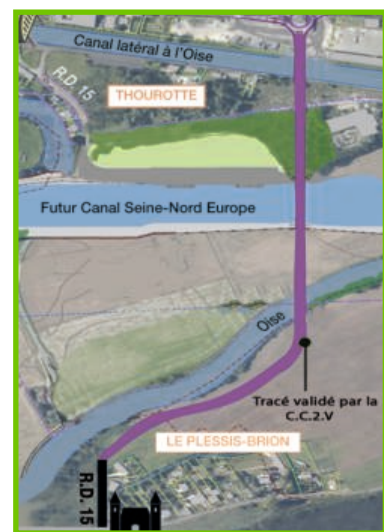 Canal latéral à l'Oise
R.D. 15
THOUROTTE
Futur Canal Seine-Nord Europe
Oise
Tracé validé par la
C.C.2.V
LE PLESSIS-BRION
R.D. 15